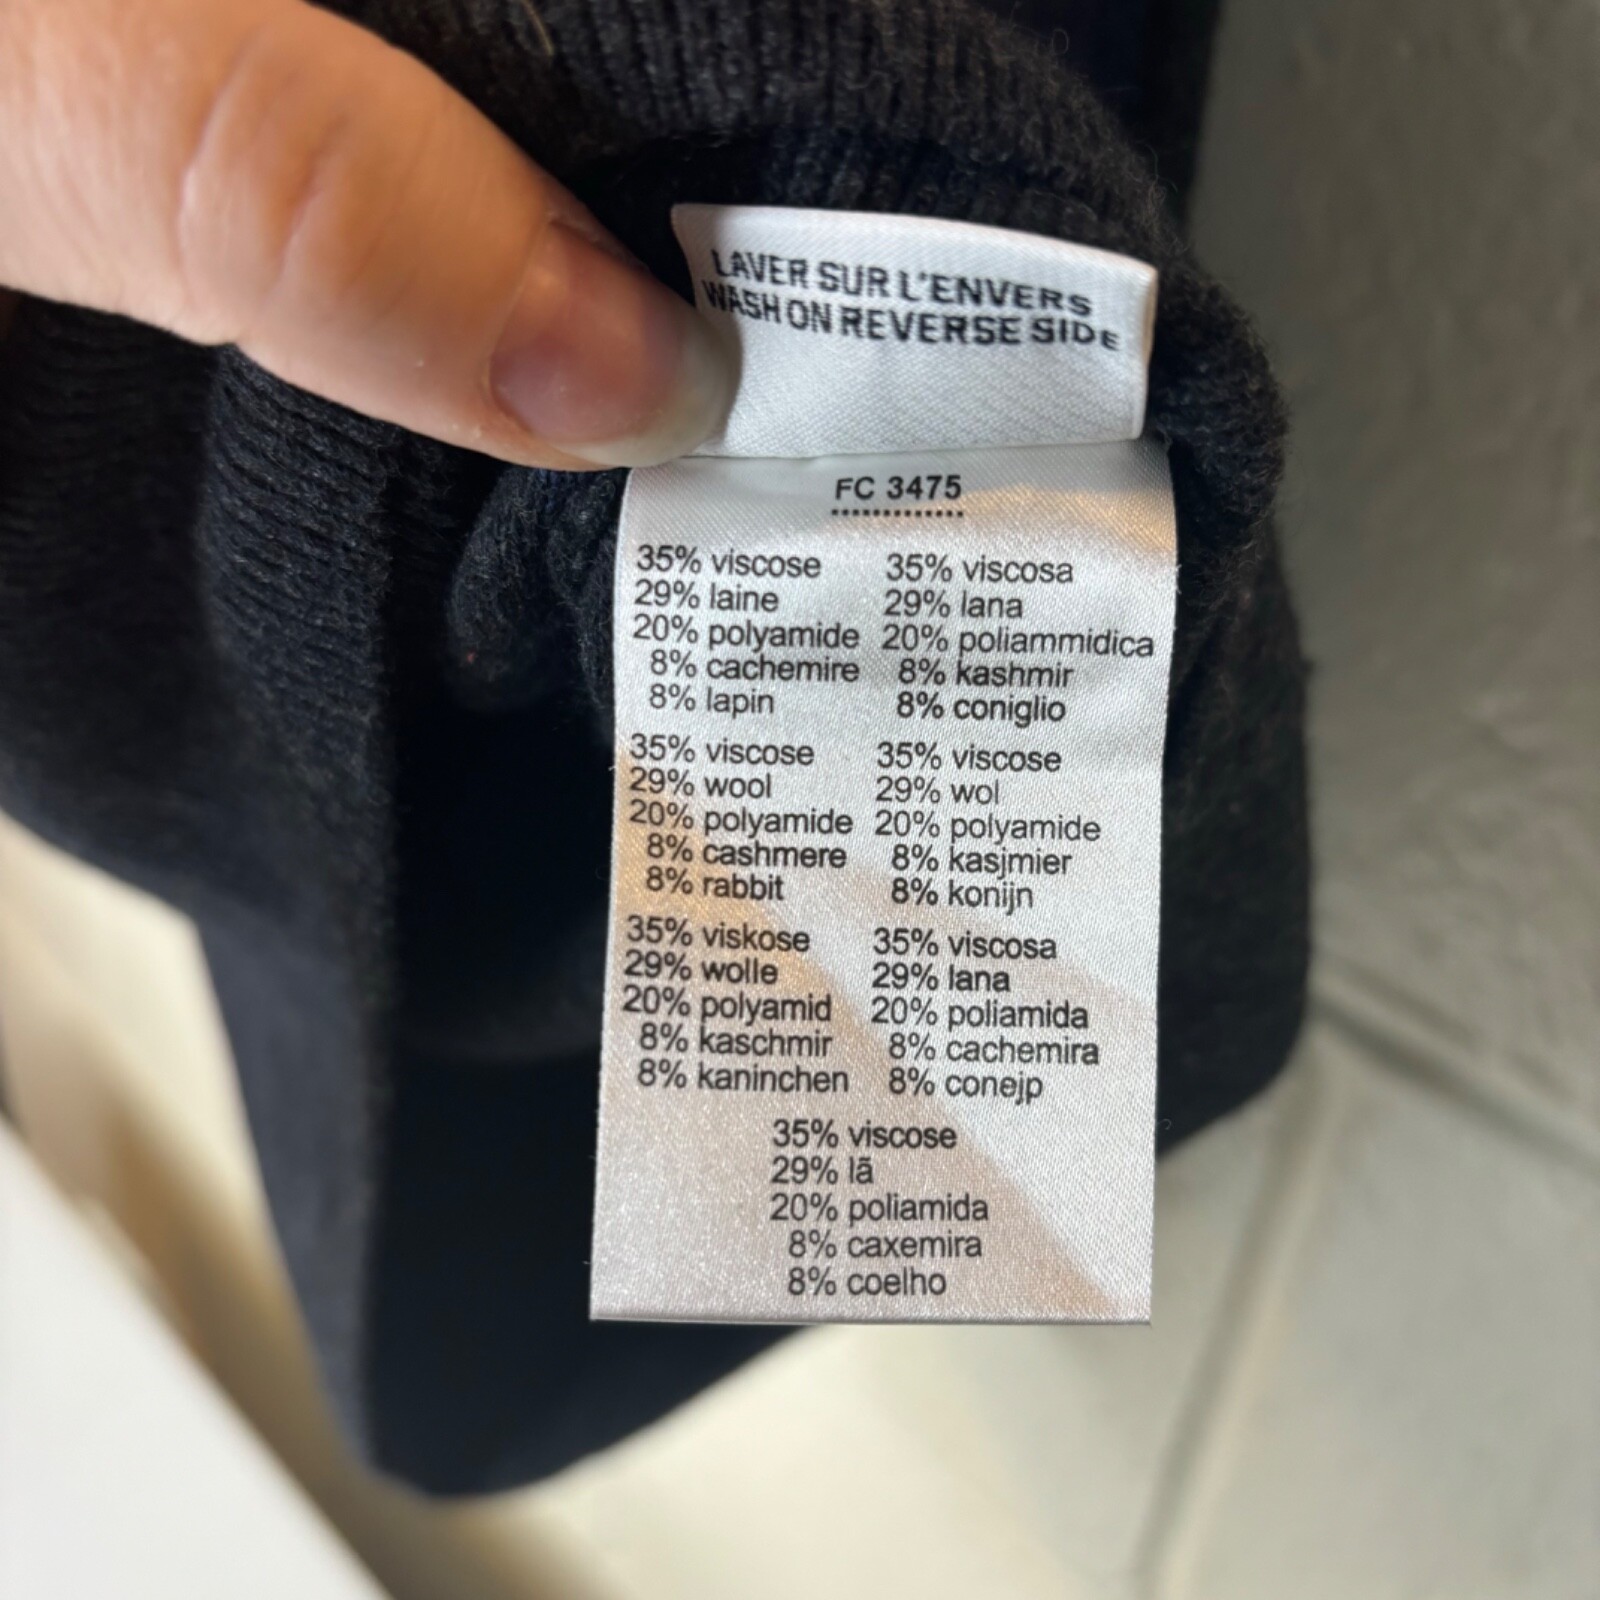 LAVER SUR L'ENVERS
WASH ON REVERSE SIDE
FC 3475
35% viscose
29% laine
20% polyamide
8% cachemire
8% lapin
35% viscosa
29% lana
20% poliammidica
8% kashmir
8% coniglio
35% viscose
29% wool
20% polyamide
8% cashmere
8% rabbit
35% viscose
29% wol
20% polyamide
8% kasjmier
8% konijn
35% viskose
29% wolle
20% polyamid
8% kaschmir
8% kaninchen
35% viscosa
29% lana
20% poliamida
8% cachemira
8% conejp
35% viscose
29% lã
20% poliamida
8% caxemira
8% coelho